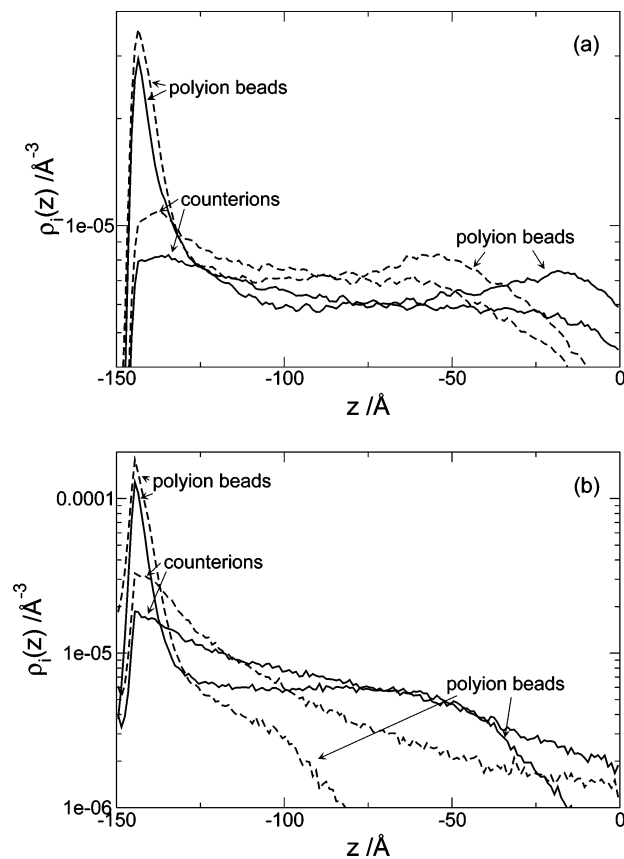 (a)
polyion beads
counterions
polyion beads
ρi(z) /Å-3
1e-05
-150 -100 -50 0
z /Å
(b)
polyion beads
counterions
polyion beads
ρi(z) /Å-3
0.0001
1e-05
1e-06
-150 -100 -50 0
z /Å